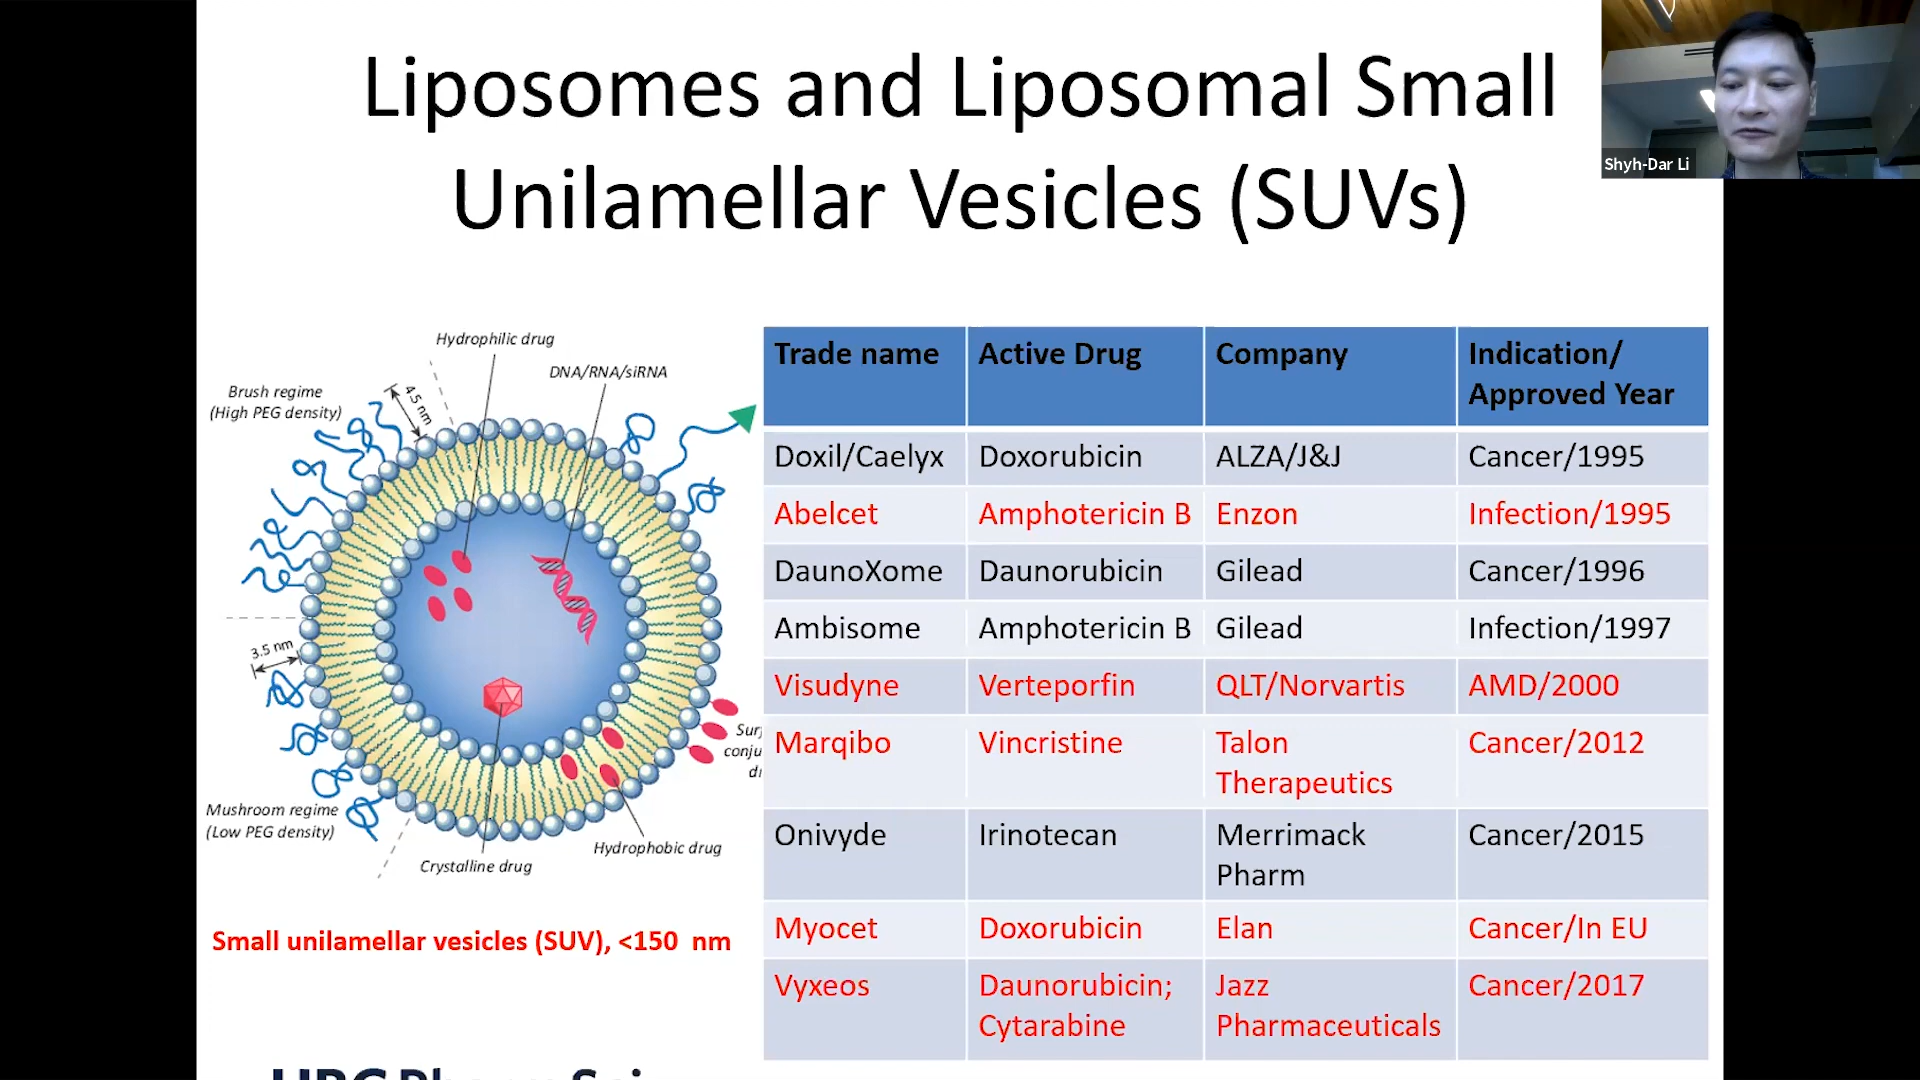 Liposomes and Liposomal Small
Unilamellar Vesicles (SUVs)
Shyh-Dar Li
Hydrophilic drug
DNA/RNA/siRNA
Brush regime
(High PEG density)
4.5 nm
3.5 nm
Mushroom regime
(Low PEG density)
Crystalline drug
Hydrophobic drug
Small unilamellar vesicles (SUV), <150 nm
Trade name Active Drug Company Indication/
Approved Year
Doxil/Caelyx Doxorubicin ALZA/J&J Cancer/1995
Abelcet Amphotericin B Enzon Infection/1995
DaunoXome Daunorubicin Gilead Cancer/1996
Ambisome Amphotericin B Gilead Infection/1997
Visudyne Verteporfin QLT/Norvartis AMD/2000
Marqibo Vincristine Talon Cancer/2012
Therapeutics
Onivyde Irinotecan Merrimack Cancer/2015
Pharm
Myocet Doxorubicin Elan Cancer/In EU
Vyxeos Daunorubicin; Jazz Cancer/2017
Cytarabine Pharmaceuticals